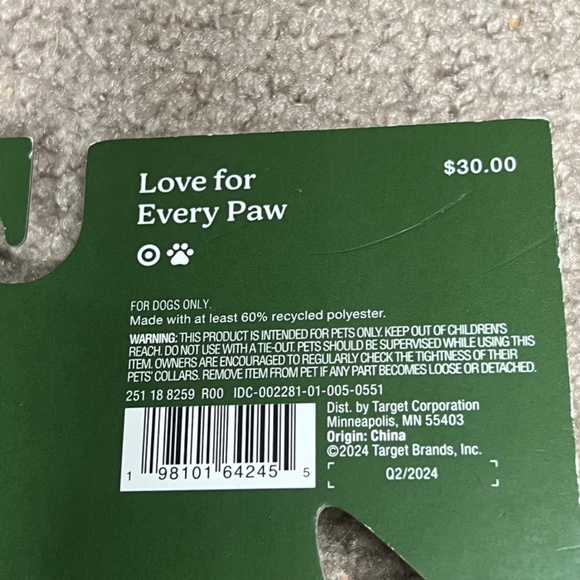 Love for
Every Paw
$30.00
FOR DOGS ONLY.
Made with at least 60% recycled polyester.
WARNING: THIS PRODUCT IS INTENDED FOR PETS ONLY. KEEP OUT OF CHILDREN'S
REACH. DO NOT USE WITH A TIE-OUT. PETS SHOULD BE SUPERVISED WHILE USING THIS
ITEM. OWNERS ARE ENCOURAGED TO REGULARLY CHECK THE TIGHTNESS OF THEIR
PETS' COLLARS. REMOVE ITEM FROM PET IF ANY PART BECOMES LOOSE OR DETACHED.
251 18 8259 R00 IDC-002281-01-005-0551
Dist. by Target Corporation
Minneapolis, MN 55403
Origin: China
©2024 Target Brands, Inc.
Q2/2024
1 98101 64245 5